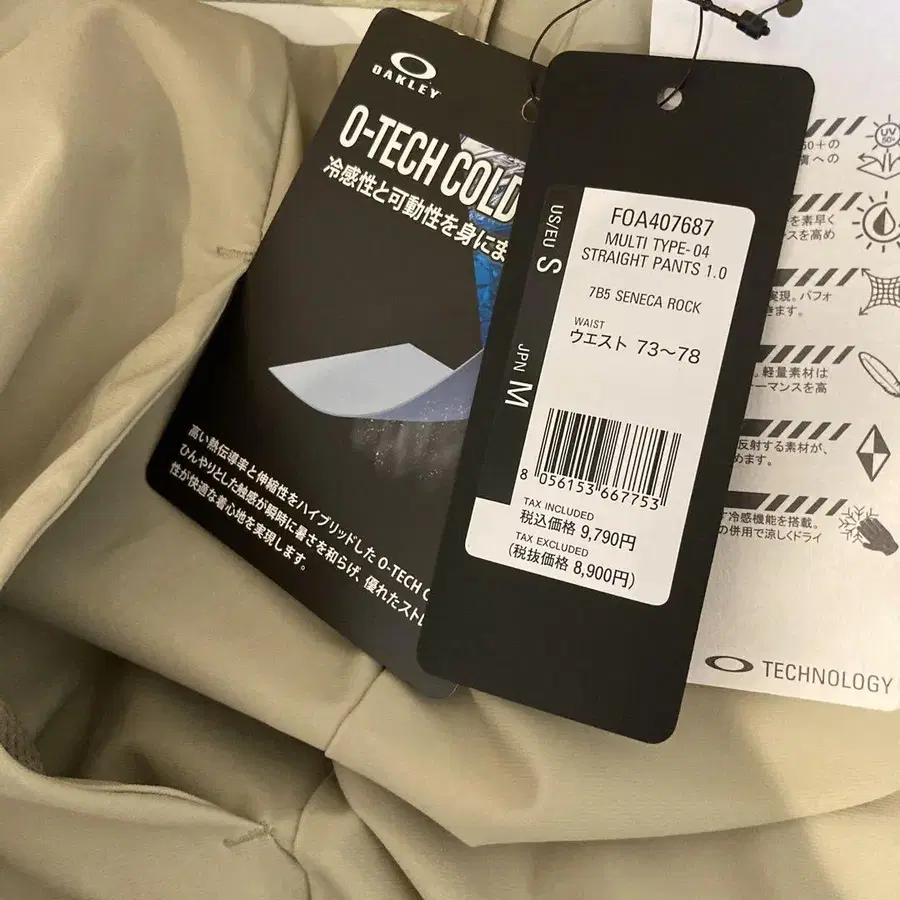 OAKLEY
O-TECH COLD
冷感性と可動性を身にま
高い熱伝導率と伸縮性をハイブリッドした O-TECH C
ひんやりとした触感が瞬時に暑さを和らげ、優れたスト
性が快適な着心地を実現します。
US/EU S
JPN M
FOA407687
MULTI TYPE-04
STRAIGHT PANTS 1.0
7B5 SENECA ROCK
WAIST
ウエスト 73～78
8 056153 667753
TAX INCLUDED
税込価格 9,790円
TAX EXCLUDED
(税抜価格 8,900円)
UV
50+
50+の
への
を素早く
スを高め
実現。パフォ
きます。
軽量素材は
ォーマンスを高
反射する素材が、
めます。
冷感機能を搭載。
の併用で涼しくドライ
TECHNOLOGY